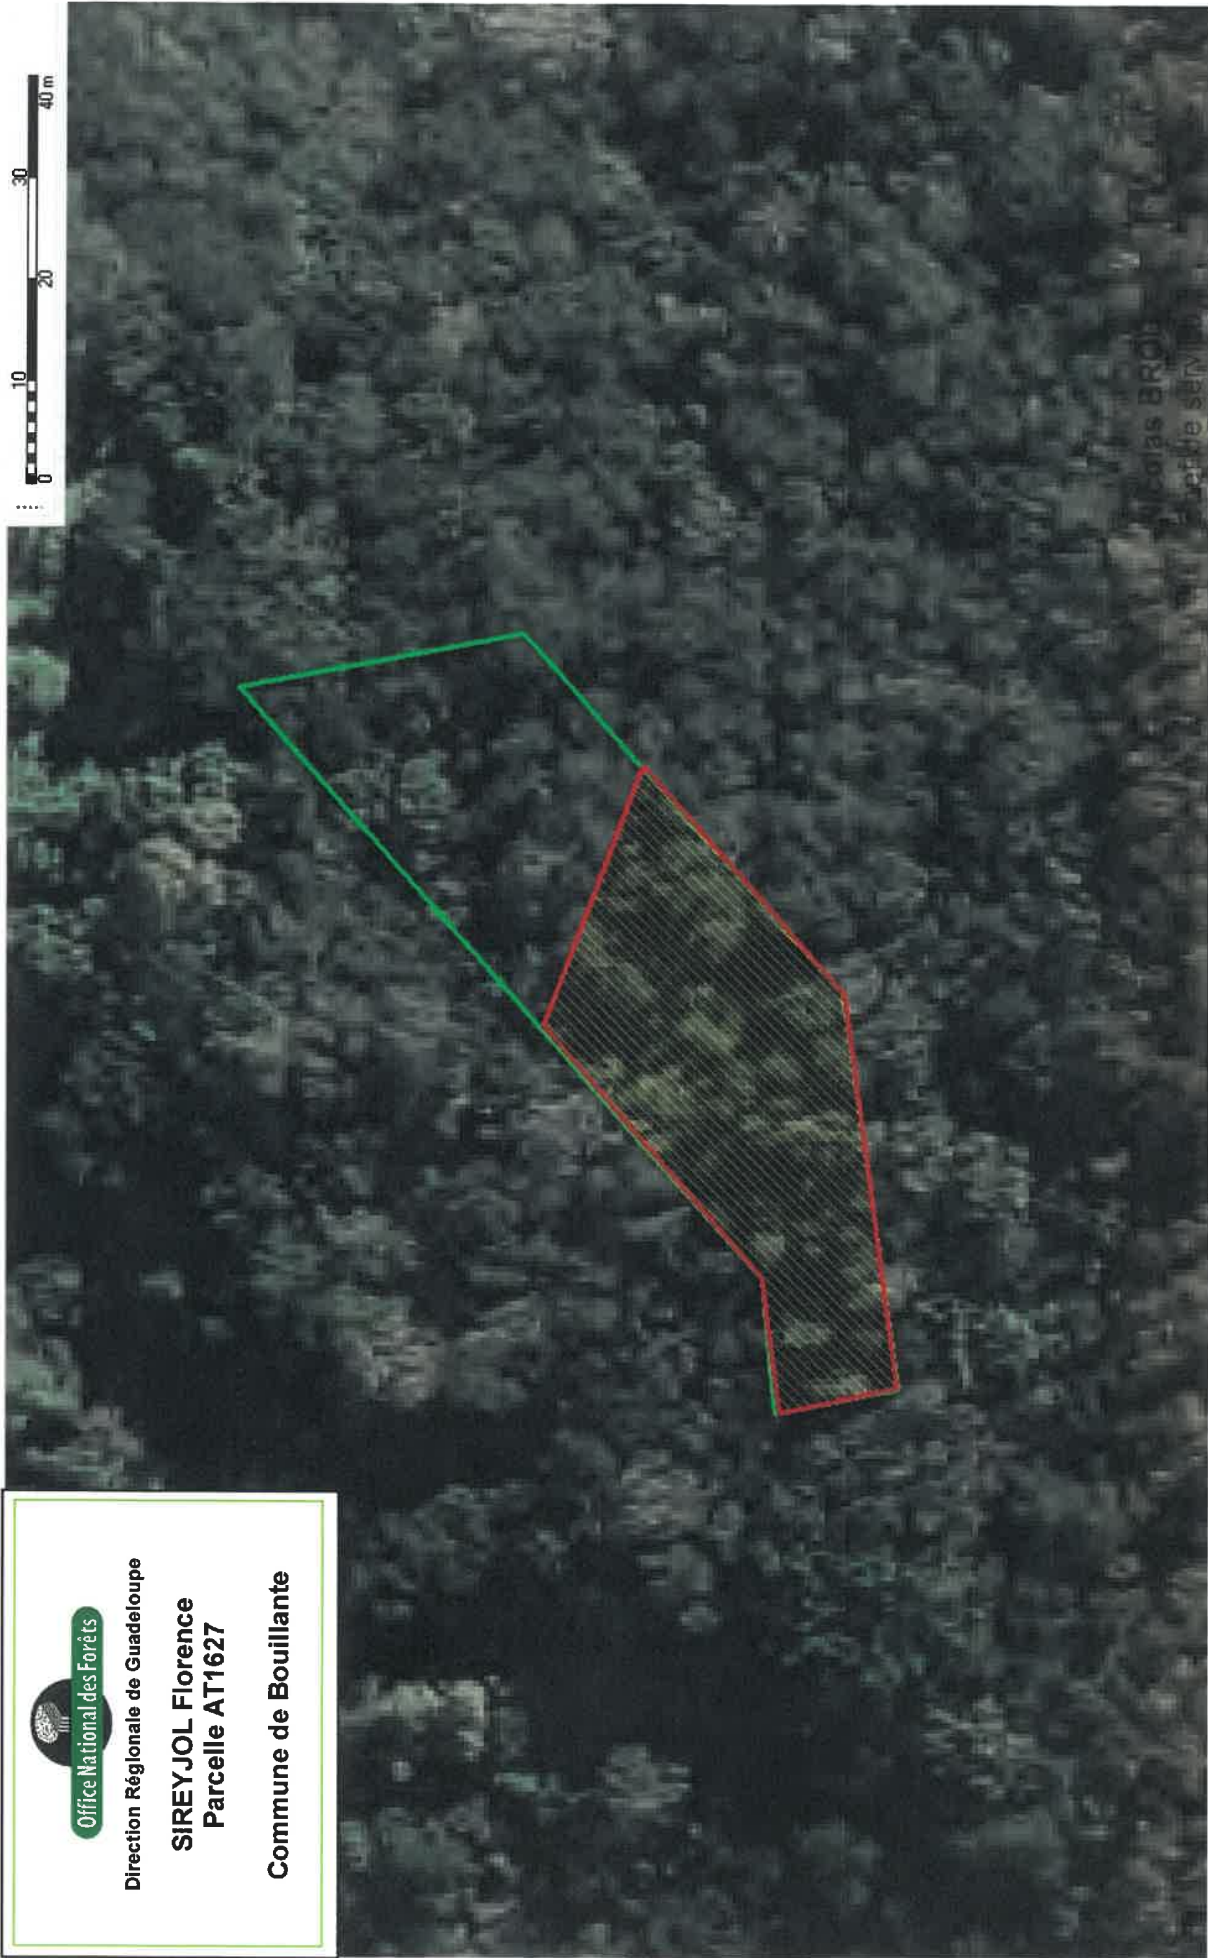 Office National des Forêts
Direction Régionale de Guadeloupe
SIREYJOL Florence
Parcelle AT1627
Commune de Bouillante
0 10 20 30 40 m